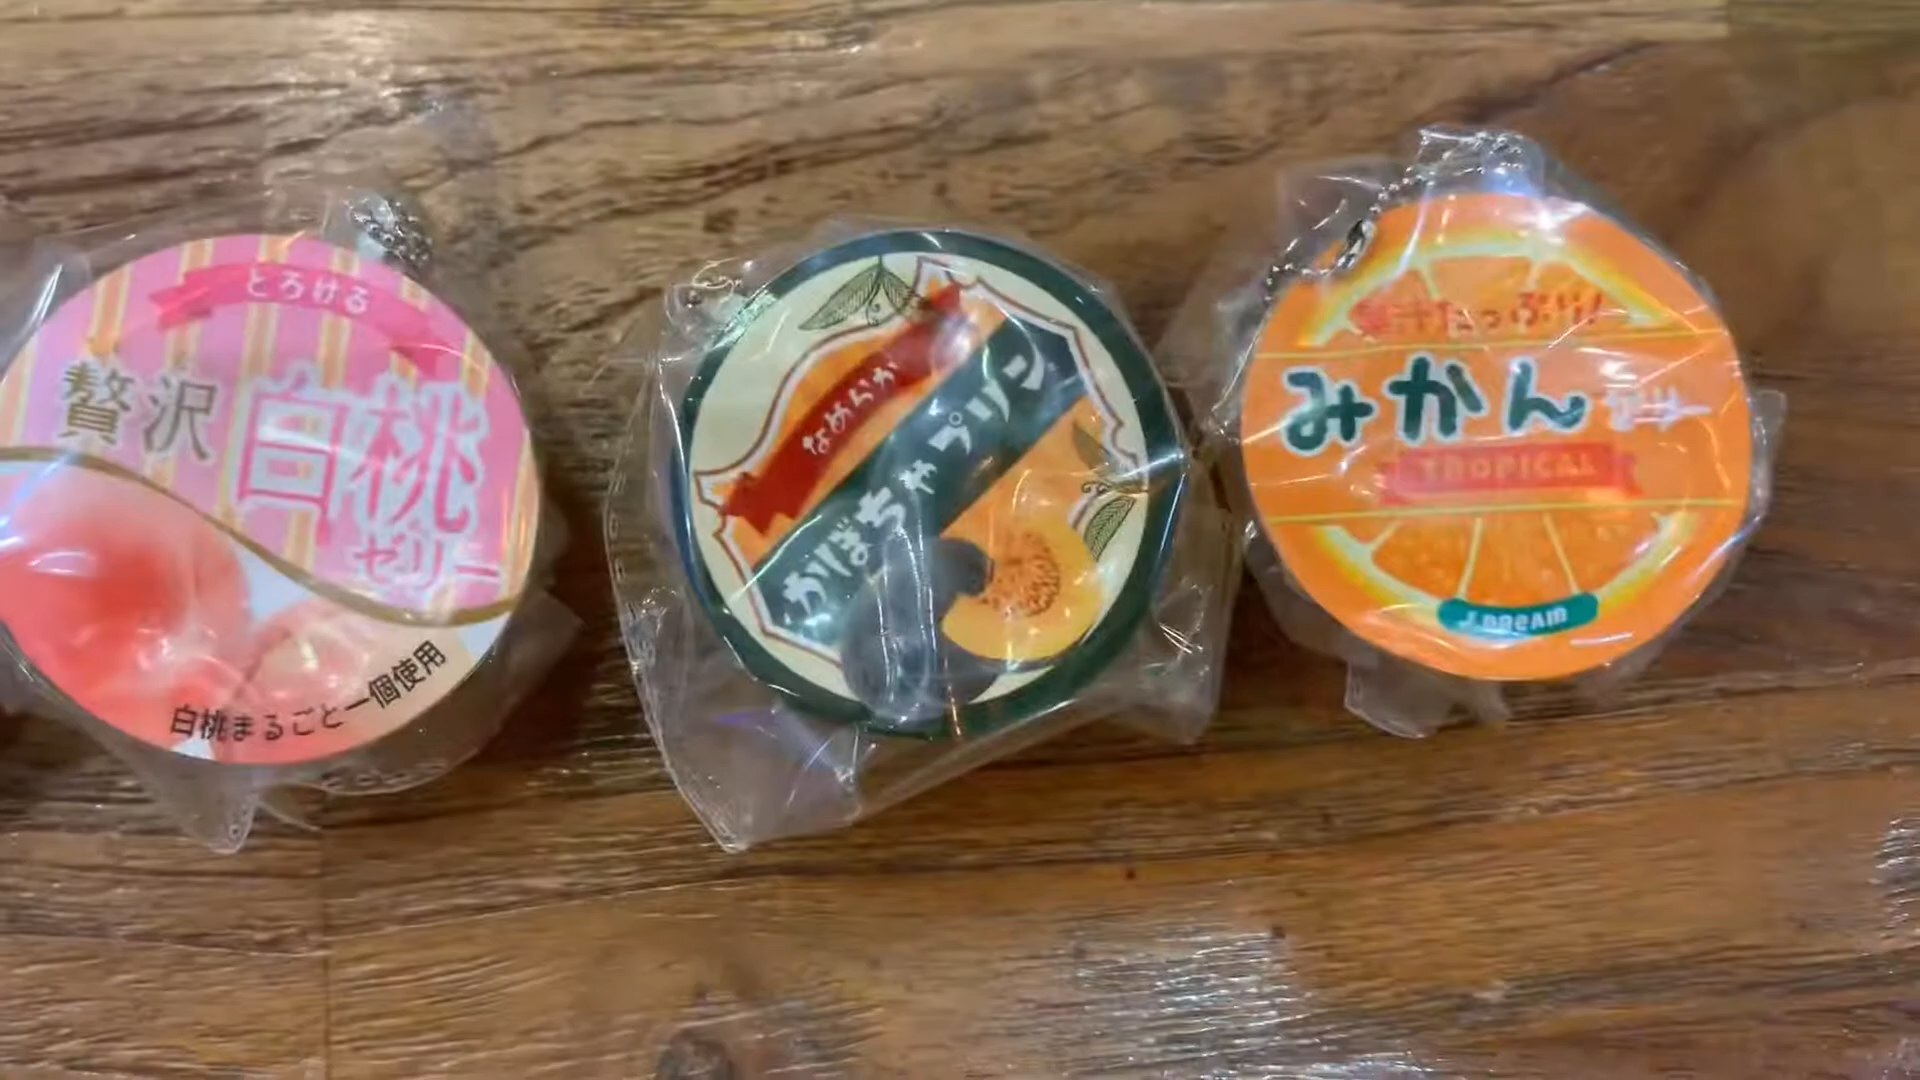 とろける
贅沢
白桃
ゼリー
白桃まるごと一個使用
なめらか
かぼちゃプリン
果汁たっぷり！
みかん
ゼリー
TROPICAL
J.DREAM